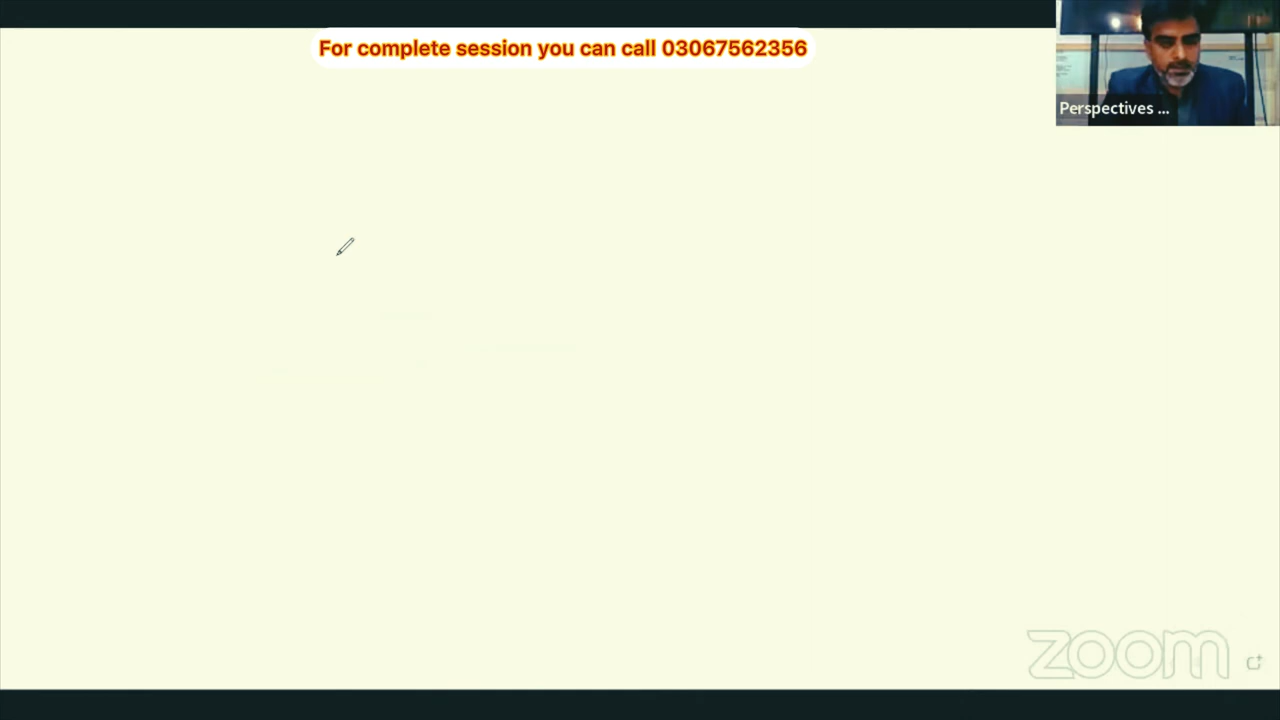 For complete session you can call 03067562356
Perspectives ...
zoom